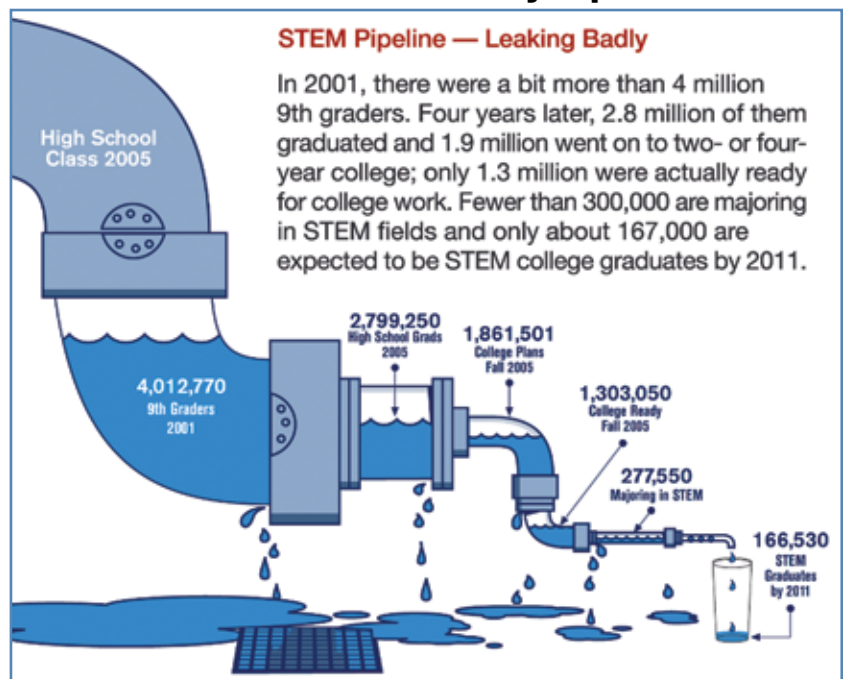 STEM Pipeline — Leaking Badly
In 2001, there were a bit more than 4 million
9th graders. Four years later, 2.8 million of them
graduated and 1.9 million went on to two- or four-
year college; only 1.3 million were actually ready
for college work. Fewer than 300,000 are majoring
in STEM fields and only about 167,000 are
expected to be STEM college graduates by 2011.
High School
Class 2005
4,012,770
9th Graders
2001
2,799,250
High School Grads
2005
1,861,501
College Plans
Fall 2005
1,303,050
College Ready
Fall 2005
277,550
Majoring in STEM
166,530
STEM
Graduates
by 2011